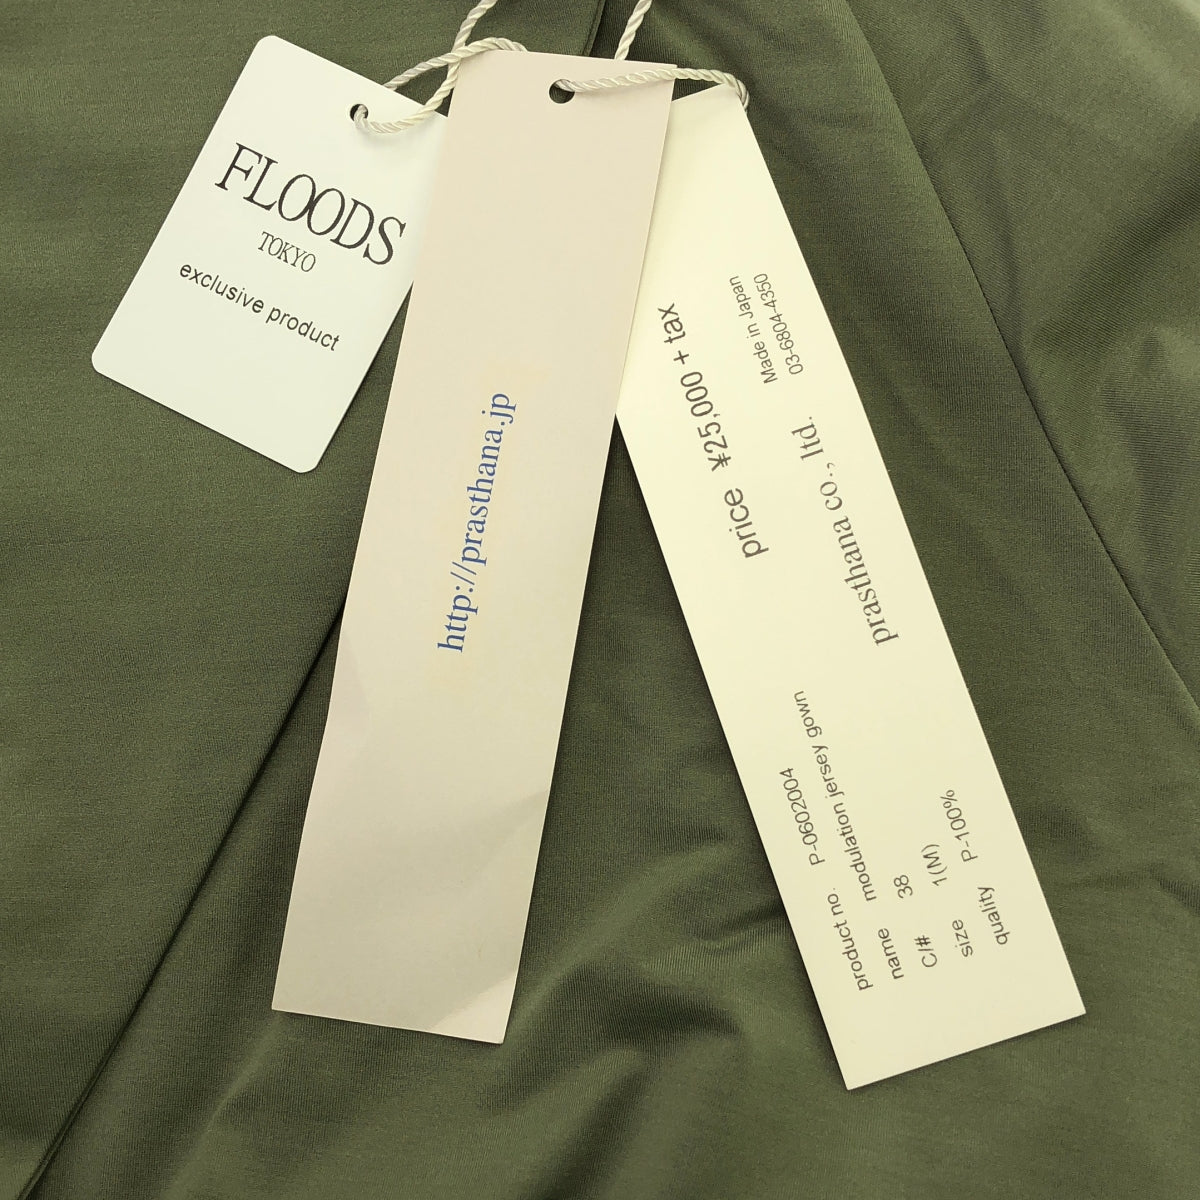 FLOODS
TOKYO
exclusive product
http://prasthana.jp
product no. P-0602004
name modulation jersey gown
C/# 38
size 1(M)
quality P-100%
price ¥25,000 + tax
prasthana co., ltd.
Made in Japan
03-6804-4350